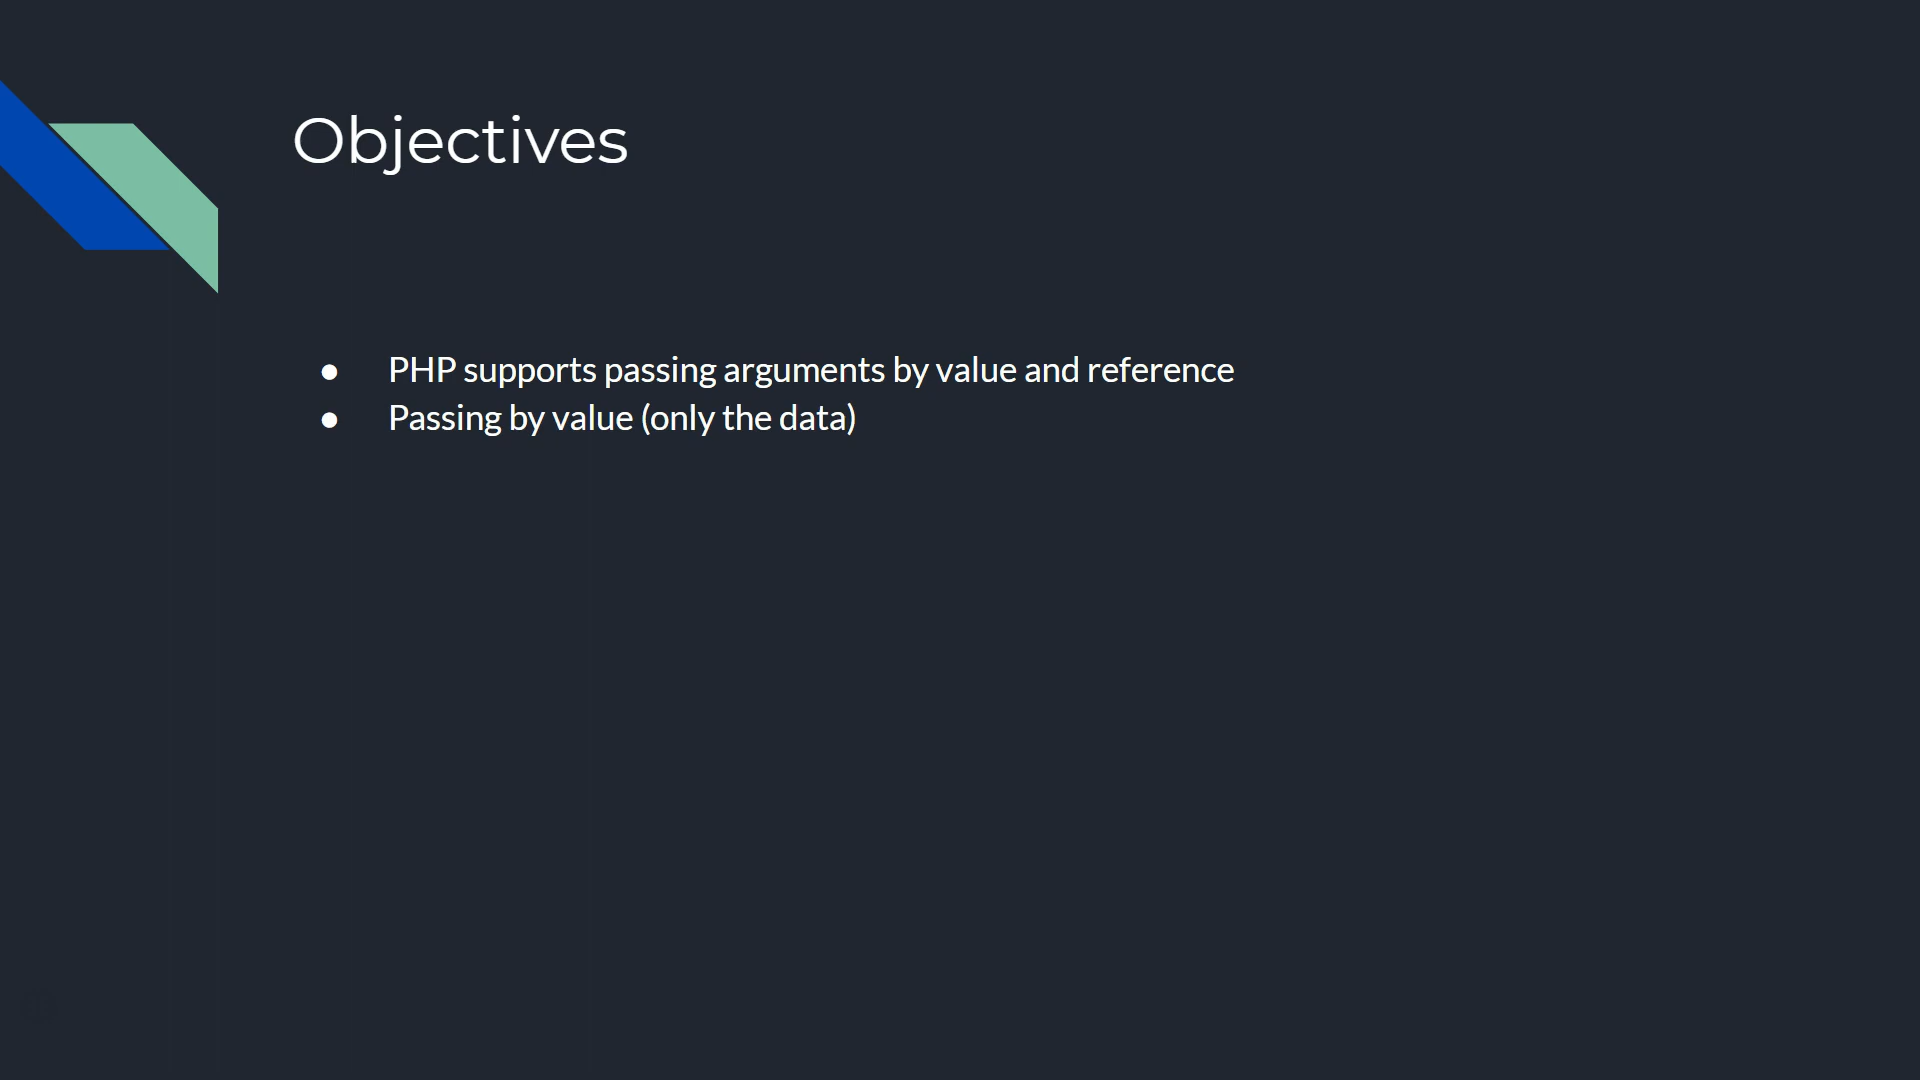 Objectives
● PHP supports passing arguments by value and reference
● Passing by value (only the data)